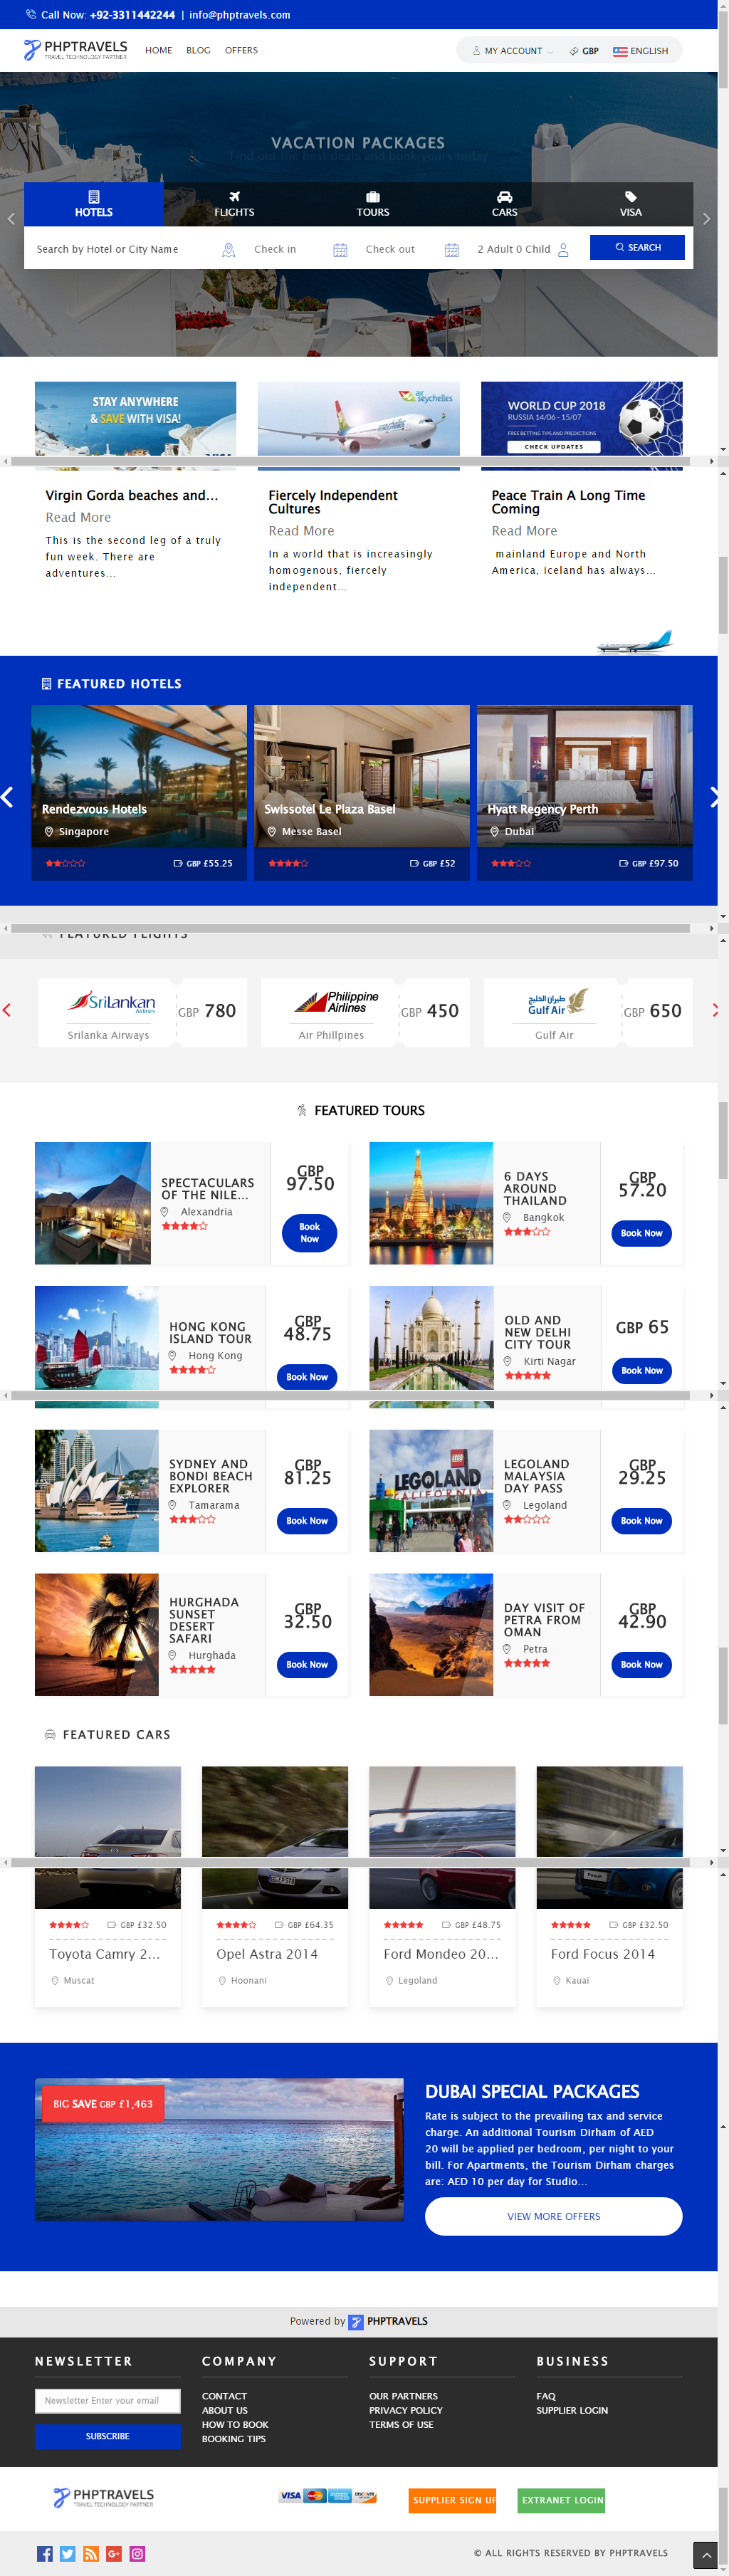 Call Now: +92-3311442244 | info@phptravels.com
PHPTRAVELS
TRAVEL TECHNOLOGY PARTNER
HOME BLOG OFFERS
MY ACCOUNT GBP ENGLISH
VACATION PACKAGES
Find out the best deals and book yours today
HOTELS FLIGHTS TOURS CARS VISA
Search by Hotel or City Name Check in Check out 2 Adult 0 Child SEARCH
STAY ANYWHERE
& SAVE WITH VISA!
air seychelles
WORLD CUP 2018
RUSSIA 14/06 - 15/07
FREE BETTING TIPS AND PREDICTIONS
CHECK UPDATES
Virgin Gorda beaches and...
Read More
This is the second leg of a truly
fun week. There are
adventures...
Fiercely Independent
Cultures
Read More
In a world that is increasingly
homogenous, fiercely
independent...
Peace Train A Long Time
Coming
Read More
mainland Europe and North
America, Iceland has always...
FEATURED HOTELS
Rendezvous Hotels
Singapore
GBP £55.25
Swissotel Le Plaza Basel
Messe Basel
GBP £52
Hyatt Regency Perth
Dubai
GBP £97.50
FEATURED FLIGHTS
SriLankan
Airlines
Srilanka Airways
GBP 780
Philippine
Airlines
Air Phillpines
GBP 450
طيران الخليج
Gulf Air
Gulf Air
GBP 650
FEATURED TOURS
SPECTACULARS
OF THE NILE...
Alexandria
GBP
97.50
Book
Now
6 DAYS
AROUND
THAILAND
Bangkok
GBP
57.20
Book Now
HONG KONG
ISLAND TOUR
Hong Kong
GBP
48.75
Book Now
OLD AND
NEW DELHI
CITY TOUR
Kirti Nagar
GBP 65
Book Now
SYDNEY AND
BONDI BEACH
EXPLORER
Tamarama
GBP
81.25
Book Now
LEGO
LEGOLAND
CALIFORNIA
LEGOLAND
MALAYSIA
DAY PASS
Legoland
GBP
29.25
Book Now
HURGHADA
SUNSET
DESERT
SAFARI
Hurghada
GBP
32.50
Book Now
DAY VISIT OF
PETRA FROM
OMAN
Petra
GBP
42.90
Book Now
FEATURED CARS
GBP £32.50
Toyota Camry 2...
Muscat
GBP £64.35
Opel Astra 2014
Hoonani
GBP £48.75
Ford Mondeo 20...
Legoland
GBP £32.50
Ford Focus 2014
Kauai
BIG SAVE GBP £1,463
DUBAI SPECIAL PACKAGES
Rate is subject to the prevailing tax and service
charge. An additional Tourism Dirham of AED
20 will be applied per bedroom, per night to your
bill. For Apartments, the Tourism Dirham charges
are: AED 10 per day for Studio...
VIEW MORE OFFERS
Powered by PHPTRAVELS
NEWSLETTER
Newsletter Enter your email
SUBSCRIBE
COMPANY
CONTACT
ABOUT US
HOW TO BOOK
BOOKING TIPS
SUPPORT
OUR PARTNERS
PRIVACY POLICY
TERMS OF USE
BUSINESS
FAQ
SUPPLIER LOGIN
PHPTRAVELS
TRAVEL TECHNOLOGY PARTNER
VISA DISCOVER
SUPPLIER SIGN UP
EXTRANET LOGIN
© ALL RIGHTS RESERVED BY PHPTRAVELS